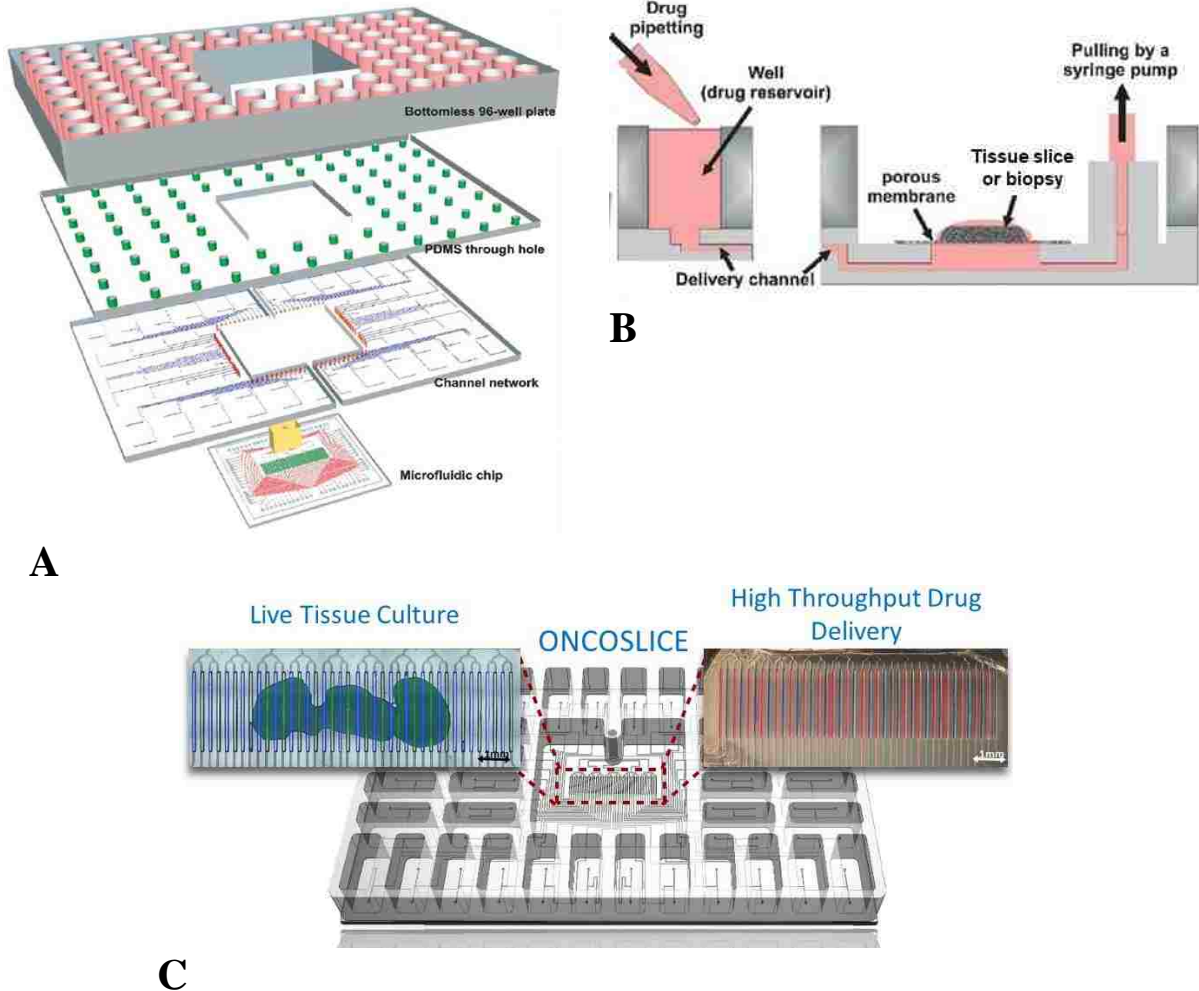 Bottomless 96-well plate
PDMS through hole
Channel network
Microfluidic chip
A
Drug
pipetting
Well
(drug reservoir)
Pulling by a
syringe pump
porous
membrane
Tissue slice
or biopsy
Delivery channel
B
Live Tissue Culture
ONCOSLICE
High Throughput Drug
Delivery
1mm
1mm
C